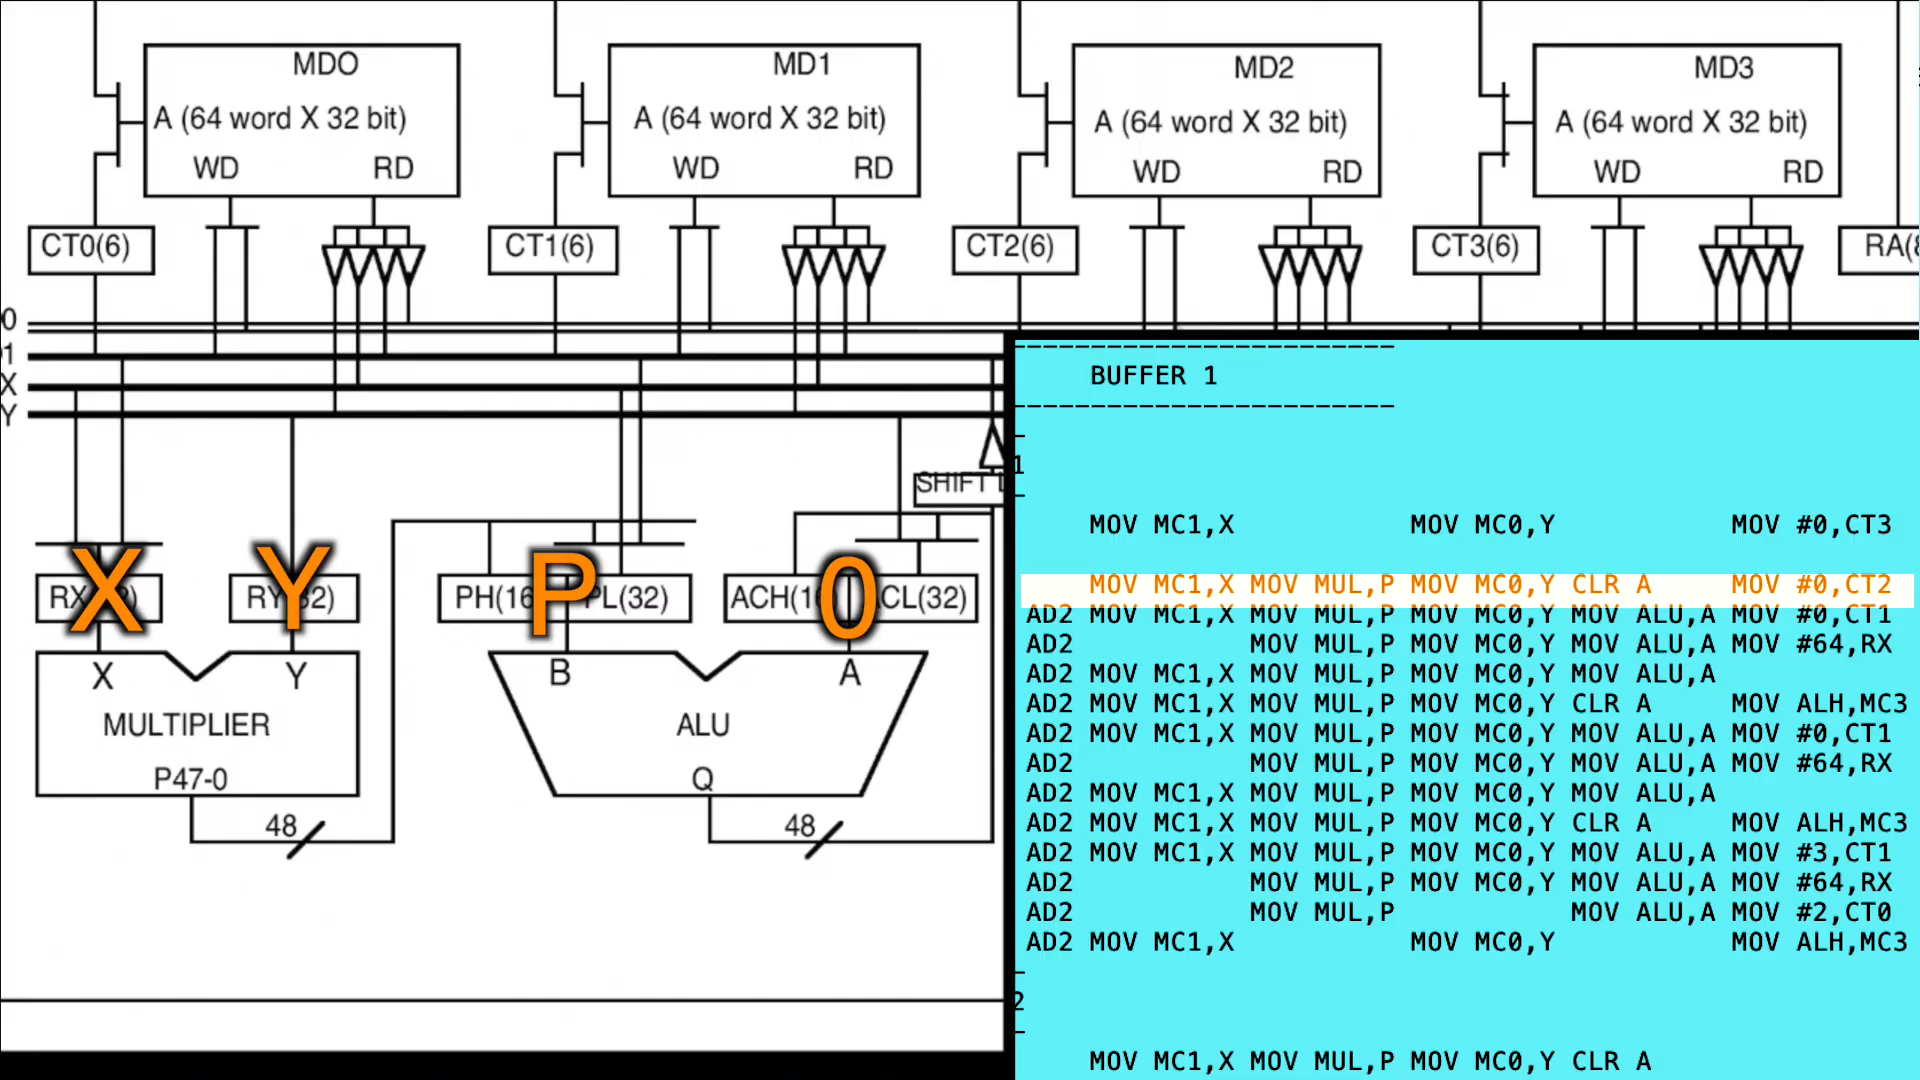 MD0 MD1 MD2 MD3
A (64 word X 32 bit) A (64 word X 32 bit) A (64 word X 32 bit) A (64 word X 32 bit)
WD RD WD RD WD RD WD RD
CT0(6) CT1(6) CT2(6) CT3(6)
0
1
X
Y
SHIFT L
X Y P 0
PL(32)
X Y B A
MULTIPLIER ALU
P47-0 Q
48 48
BUFFER 1
1
MOV MC1,X MOV MC0,Y MOV #0,CT3
MOV MC1,X MOV MUL,P MOV MC0,Y CLR A MOV #0,CT2
AD2 MOV MC1,X MOV MUL,P MOV MC0,Y MOV ALU,A MOV #0,CT1
AD2 MOV MUL,P MOV MC0,Y MOV ALU,A MOV #64,RX
AD2 MOV MC1,X MOV MUL,P MOV MC0,Y MOV ALU,A
AD2 MOV MC1,X MOV MUL,P MOV MC0,Y CLR A MOV ALH,MC3
AD2 MOV MC1,X MOV MUL,P MOV MC0,Y MOV ALU,A MOV #0,CT1
AD2 MOV MUL,P MOV MC0,Y MOV ALU,A MOV #64,RX
AD2 MOV MC1,X MOV MUL,P MOV MC0,Y MOV ALU,A
AD2 MOV MC1,X MOV MUL,P MOV MC0,Y CLR A MOV ALH,MC3
AD2 MOV MC1,X MOV MUL,P MOV MC0,Y MOV ALU,A MOV #3,CT1
AD2 MOV MUL,P MOV MC0,Y MOV ALU,A MOV #64,RX
AD2 MOV MUL,P MOV ALU,A MOV #2,CT0
AD2 MOV MC1,X MOV MC0,Y MOV ALH,MC3
2
MOV MC1,X MOV MUL,P MOV MC0,Y CLR A